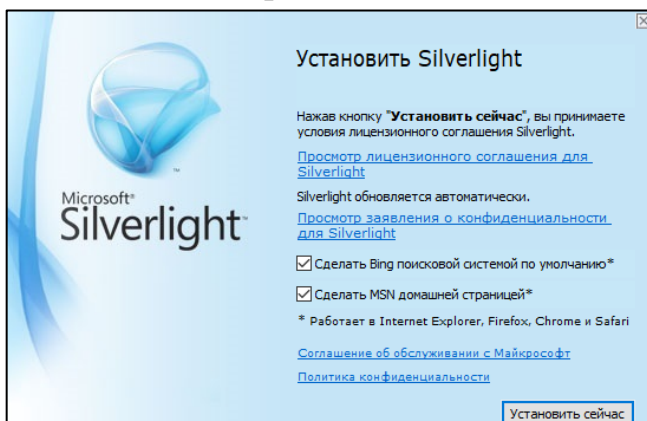 Установить Silverlight
Нажав кнопку "Установить сейчас", вы принимаете
условия лицензионного соглашения Silverlight.
Просмотр лицензионного соглашения для
Silverlight
Silverlight обновляется автоматически.
Просмотр заявления о конфиденциальности
для Silverlight
Сделать Bing поисковой системой по умолчанию*
Сделать MSN домашней страницей*
* Работает в Internet Explorer, Firefox, Chrome и Safari
Соглашение об обслуживании с Майкрософт
Политика конфиденциальности
Установить сейчас
Microsoft®
Silverlight™